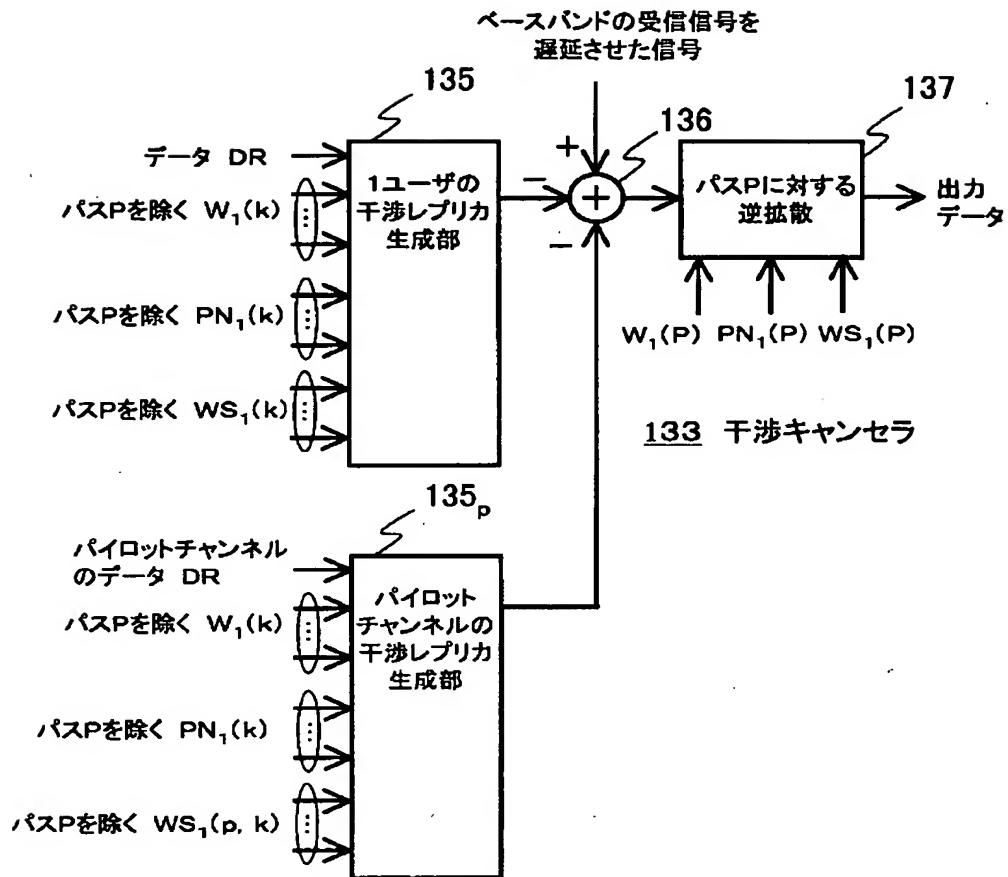 ベースバンドの受信信号を
遅延させた信号
135
136
137
データ DR
パスPを除く W₁(k)
パスPを除く PN₁(k)
パスPを除く WS₁(k)
1ユーザの
干渉レプリカ
生成部
+
−
+
−
パスPに対する
逆拡散
出力
データ
W₁(P) PN₁(P) WS₁(P)
133 干渉キャンセラ
135ₚ
パイロットチャンネル
のデータ DR
パスPを除く W₁(k)
パスPを除く PN₁(k)
パスPを除く WS₁(p, k)
パイロット
チャンネルの
干渉レプリカ
生成部